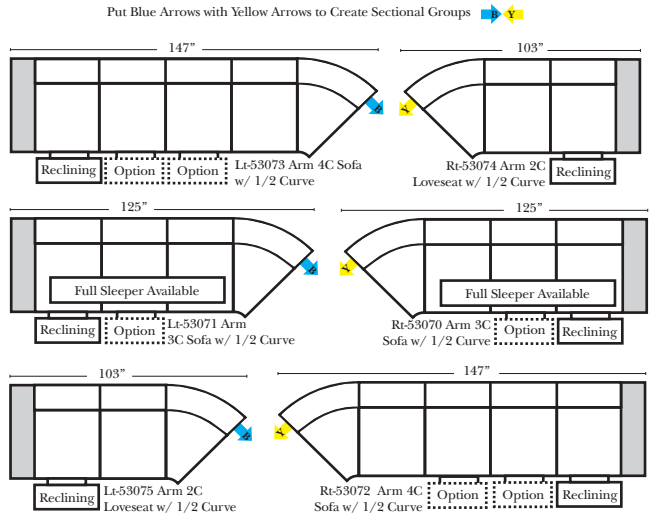 Put Blue Arrows with Yellow Arrows to Create Sectional Groups B Y
147”
103”
B
Y
Reclining
Option
Option
Lt-53073 Arm 4C Sofa
w/ 1/2 Curve
Rt-53074 Arm 2C
Loveseat w/ 1/2 Curve
Reclining
125”
125”
B
Y
Full Sleeper Available
Full Sleeper Available
Reclining
Option
Lt-53071 Arm
3C Sofa w/ 1/2 Curve
Rt-53070 Arm 3C
Sofa w/ 1/2 Curve
Option
Reclining
103”
147”
B
Y
Reclining
Lt-53075 Arm 2C
Loveseat w/ 1/2 Curve
Rt-53072 Arm 4C
Sofa w/ 1/2 Curve
Option
Option
Reclining